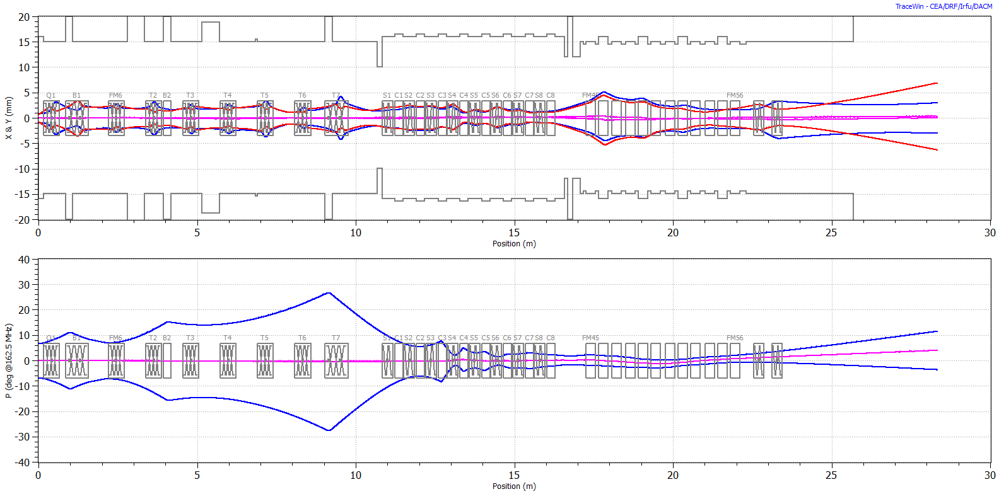 TraceWin - CEA/DRF/Irfu/DACM
20
15
10
5
0
-5
-10
-15
-20
X & Y (mm)
Q1 B1 FM6 T2 B2 T3 T4 T5 T6 T7 S1 C1 S2 C2 S3 C3 S4 C4 S5 C5 S6 C6 S7 C7 S8 C8 FM45 FM56
0 5 10 15 20 25 30
Position (m)
40
30
20
10
0
-10
-20
-30
-40
P (deg @162.5 MHz)
Q1 B1 FM6 T2 B2 T3 T4 T5 T6 T7 S1 C1 S2 C2 S3 C3 S4 C4 S5 C5 S6 C6 S7 C7 S8 C8 FM45 FM56
0 5 10 15 20 25 30
Position (m)